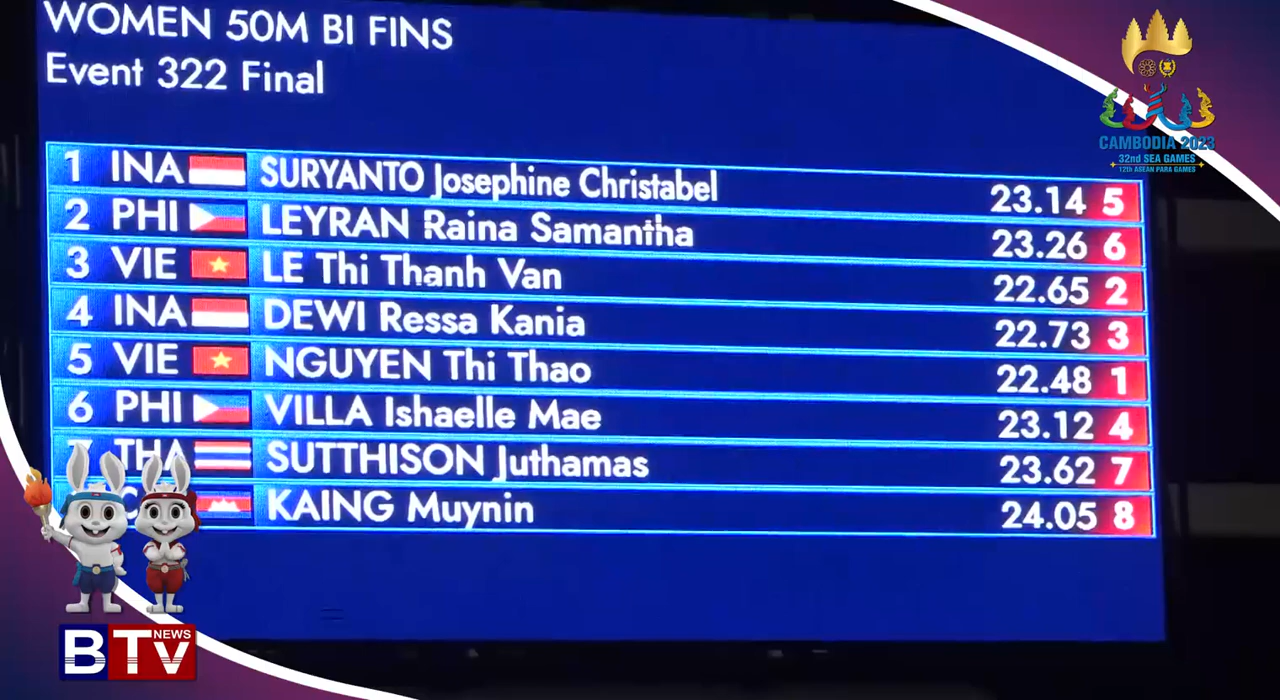 WOMEN 50M BI FINS
Event 322 Final
1 INA SURYANTO Josephine Christabel 23.14 5
2 PHI LEYRAN Raina Samantha 23.26 6
3 VIE LE Thi Thanh Van 22.65 2
4 INA DEWI Ressa Kania 22.73 3
5 VIE NGUYEN Thi Thao 22.48 1
6 PHI VILLA Ishaelle Mae 23.12 4
7 THA SUTTHISON Juthamas 23.62 7
KAING Muynin 24.05 8
CAMBODIA 2023
32nd SEA GAMES
12th ASEAN PARA GAMES
BTV NEWS